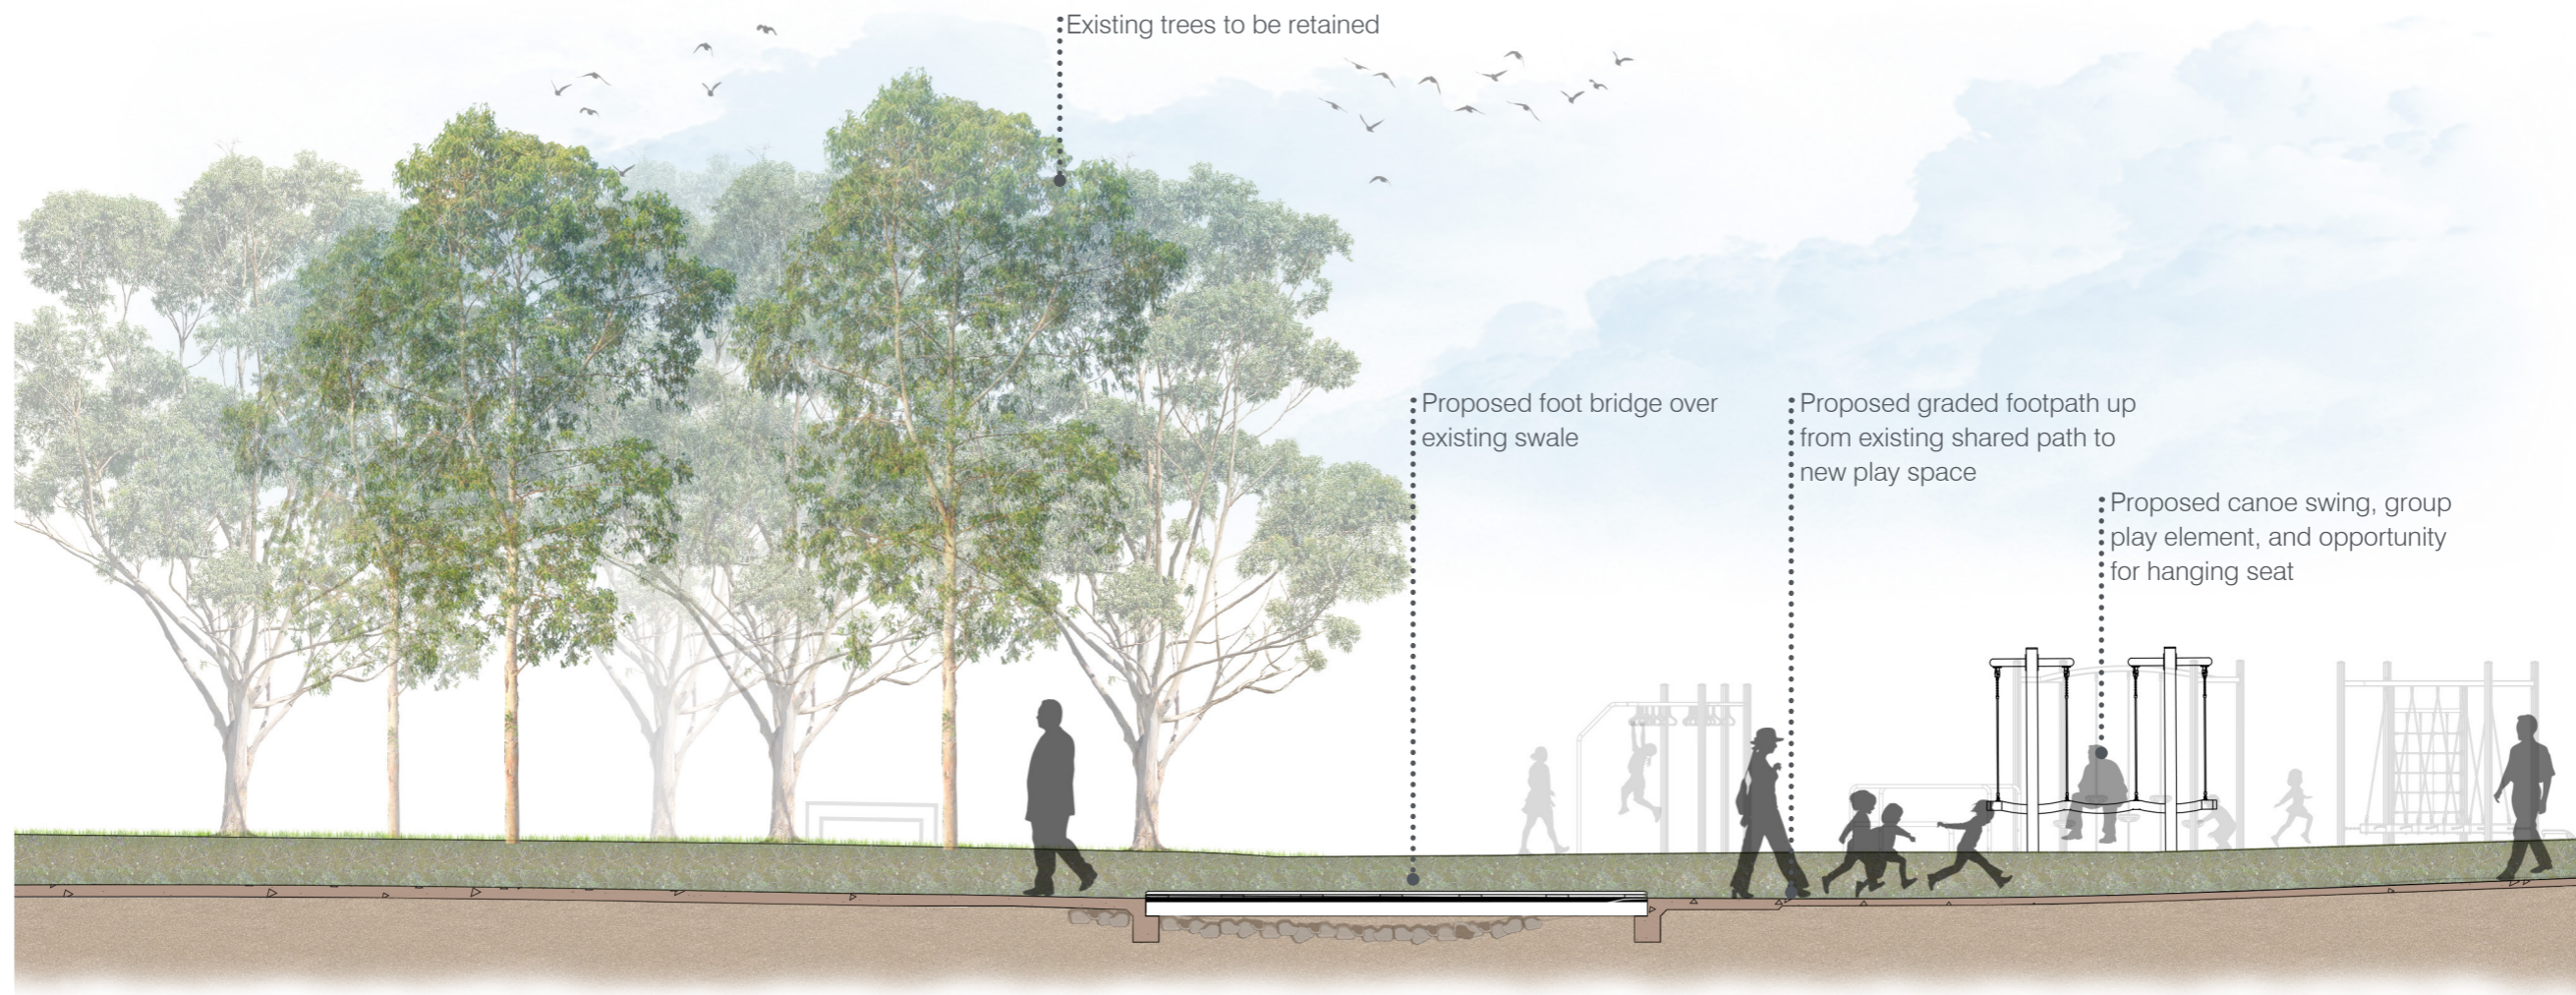 Existing trees to be retained
Proposed foot bridge over
existing swale
Proposed graded footpath up
from existing shared path to
new play space
Proposed canoe swing, group
play element, and opportunity
for hanging seat